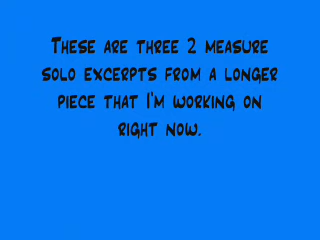 These are three 2 measure
solo excerpts from a longer
piece that I'm working on
right now.